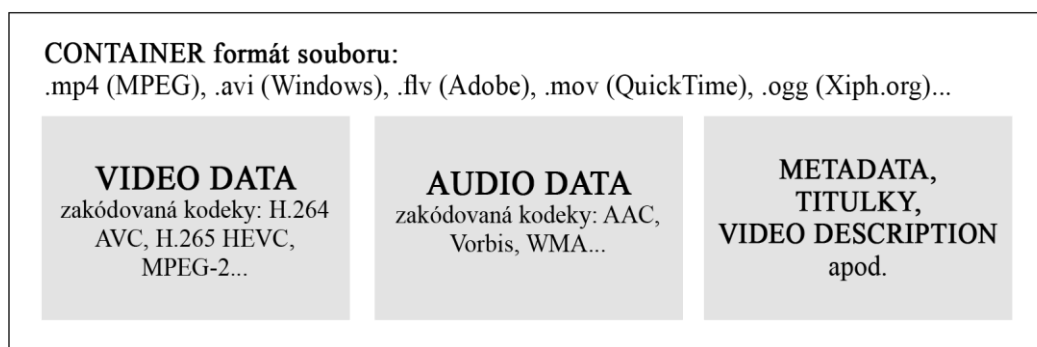 CONTAINER formát souboru:
.mp4 (MPEG), .avi (Windows), .flv (Adobe), .mov (QuickTime), .ogg (Xiph.org)...
VIDEO DATA
zakódovaná kodeky: H.264
AVC, H.265 HEVC,
MPEG-2...
AUDIO DATA
zakódovaná kodeky: AAC,
Vorbis, WMA...
METADATA,
TITULKY,
VIDEO DESCRIPTION
apod.